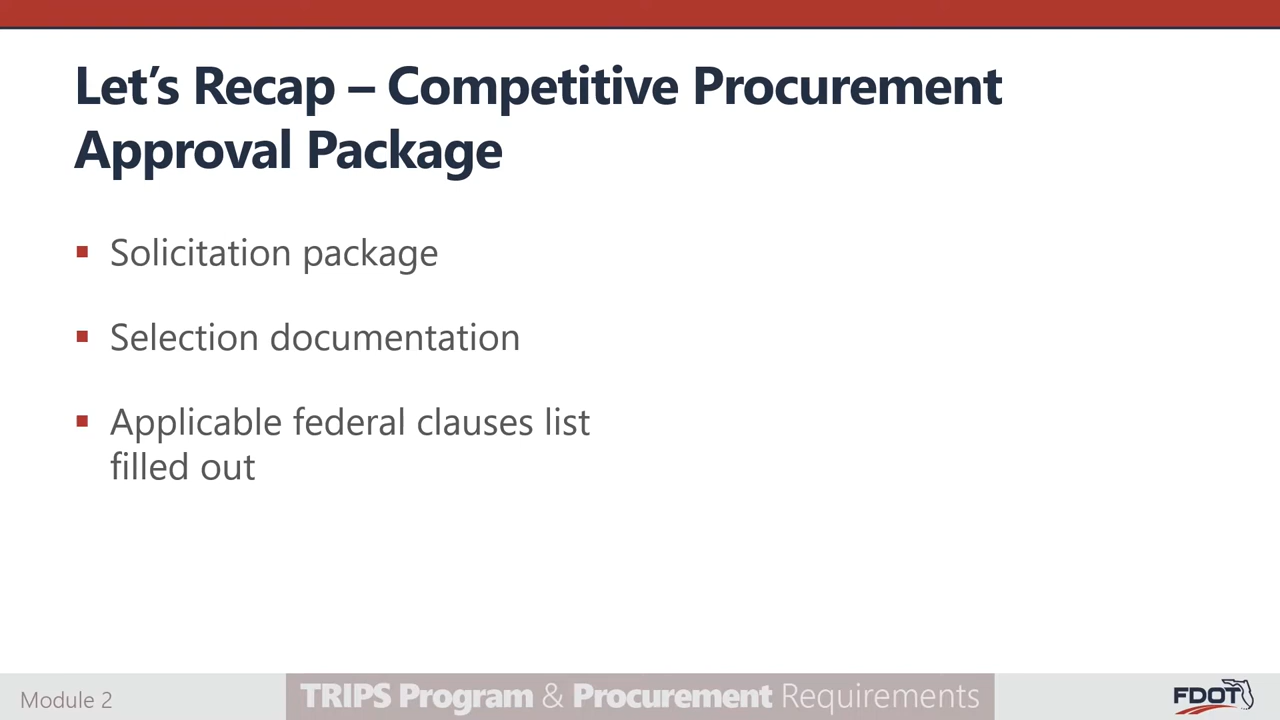 Let’s Recap – Competitive Procurement
Approval Package
▪ Solicitation package
▪ Selection documentation
▪ Applicable federal clauses list
filled out
Module 2
TRIPS Program & Procurement Requirements
FDOT